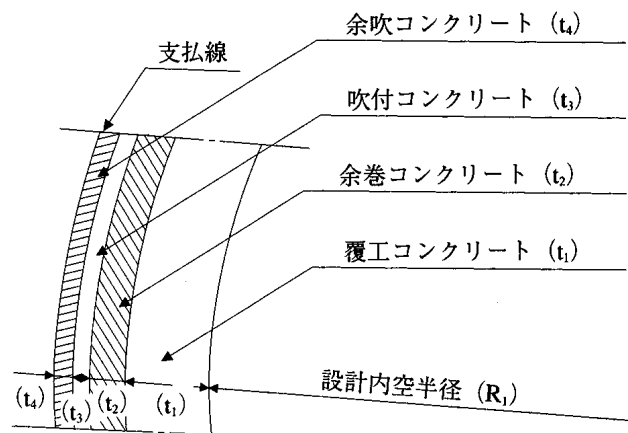 余吹コンクリート（t₄）
支払線
吹付コンクリート（t₃）
余巻コンクリート（t₂）
覆工コンクリート（t₁）
設計内空半径（R₁）
（t₄）
（t₃）
（t₂）
（t₁）